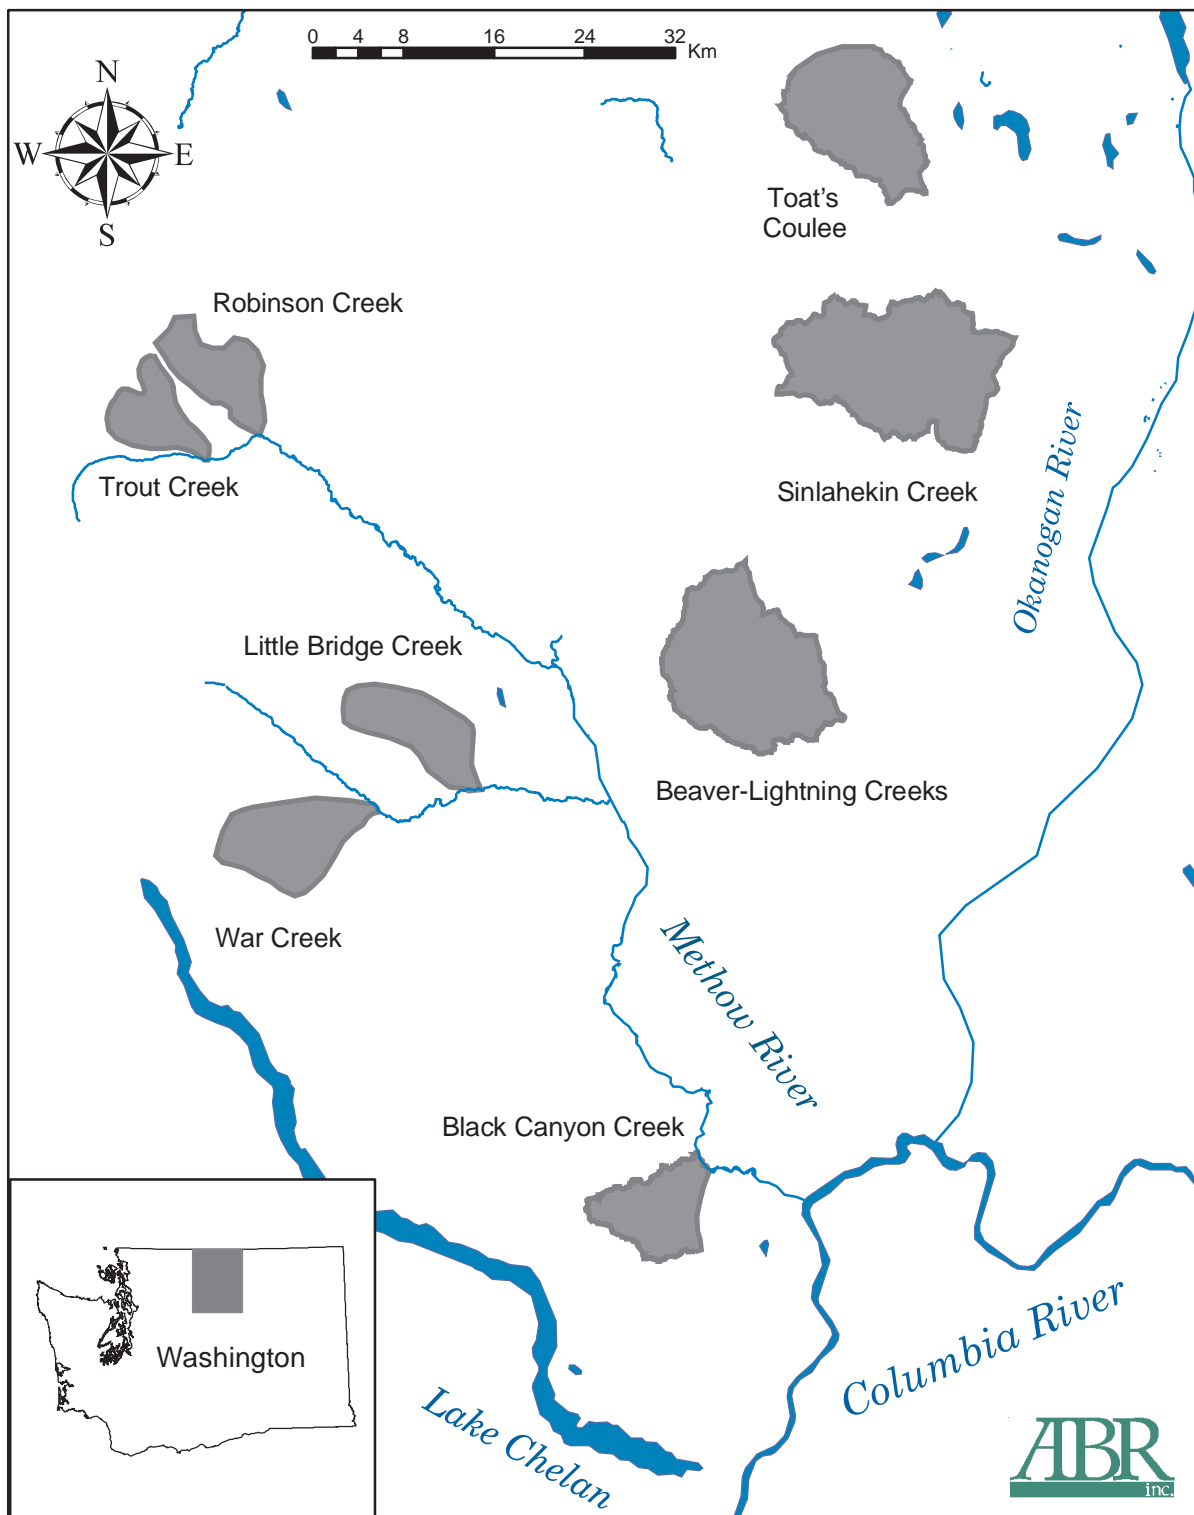 0 4 8 16 24 32
Km
N
W E
S
Toat's
Coulee
Robinson Creek
Trout Creek
Sinlahekin Creek
Okanogan River
Little Bridge Creek
Beaver-Lightning Creeks
War Creek
Methow River
Black Canyon Creek
Washington
Columbia River
Lake Chelan
ABR
inc.